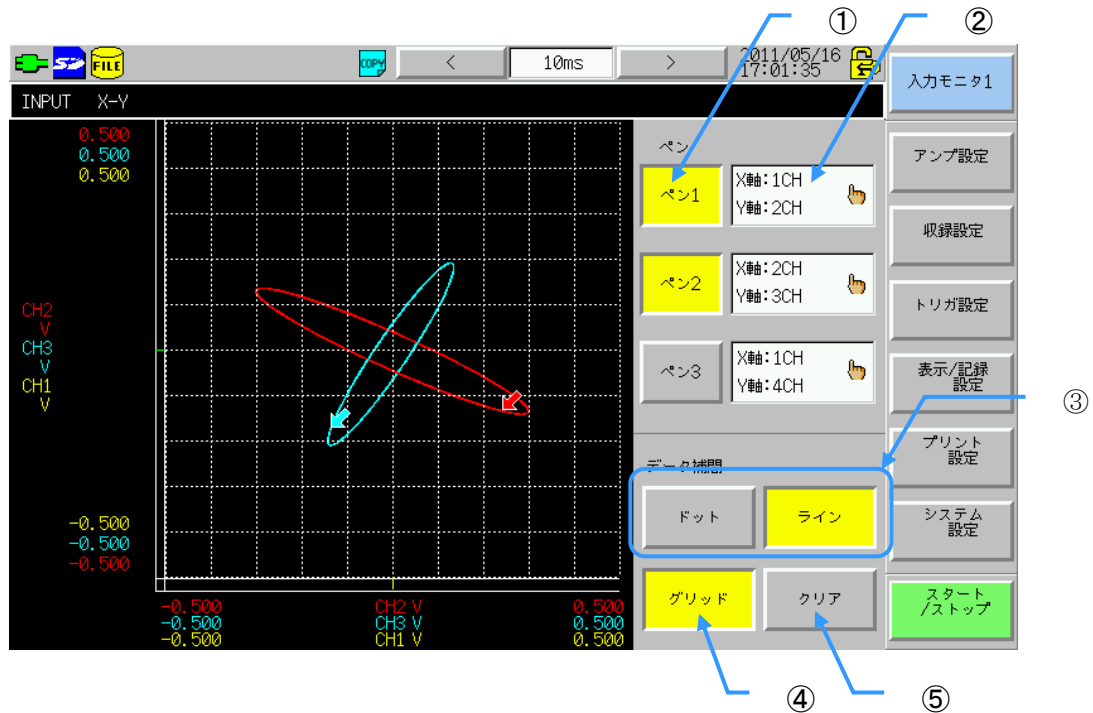 ① ②
FILE COPY < 10ms > 2011/05/16
17:01:35
入力モニタ1
INPUT X-Y
0.500
0.500
0.500
CH2
V
CH3
V
CH1
V
-0.500
-0.500
-0.500
-0.500 CH2 V 0.500
-0.500 CH3 V 0.500
-0.500 CH1 V 0.500
ペン
ペン1
X軸:1CH
Y軸:2CH
ペン2
X軸:2CH
Y軸:3CH
ペン3
X軸:1CH
Y軸:4CH
データ補間
ドット ライン
グリッド クリア
アンプ設定
収録設定
トリガ設定
表示/記録
設定
プリント
設定
システム
設定
スタート
/ストップ
③
④ ⑤